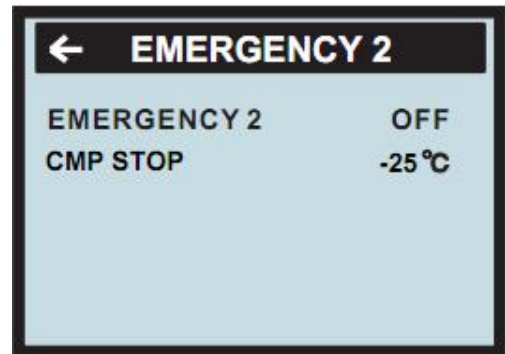 ← EMERGENCY 2
EMERGENCY 2 OFF
CMP STOP -25℃